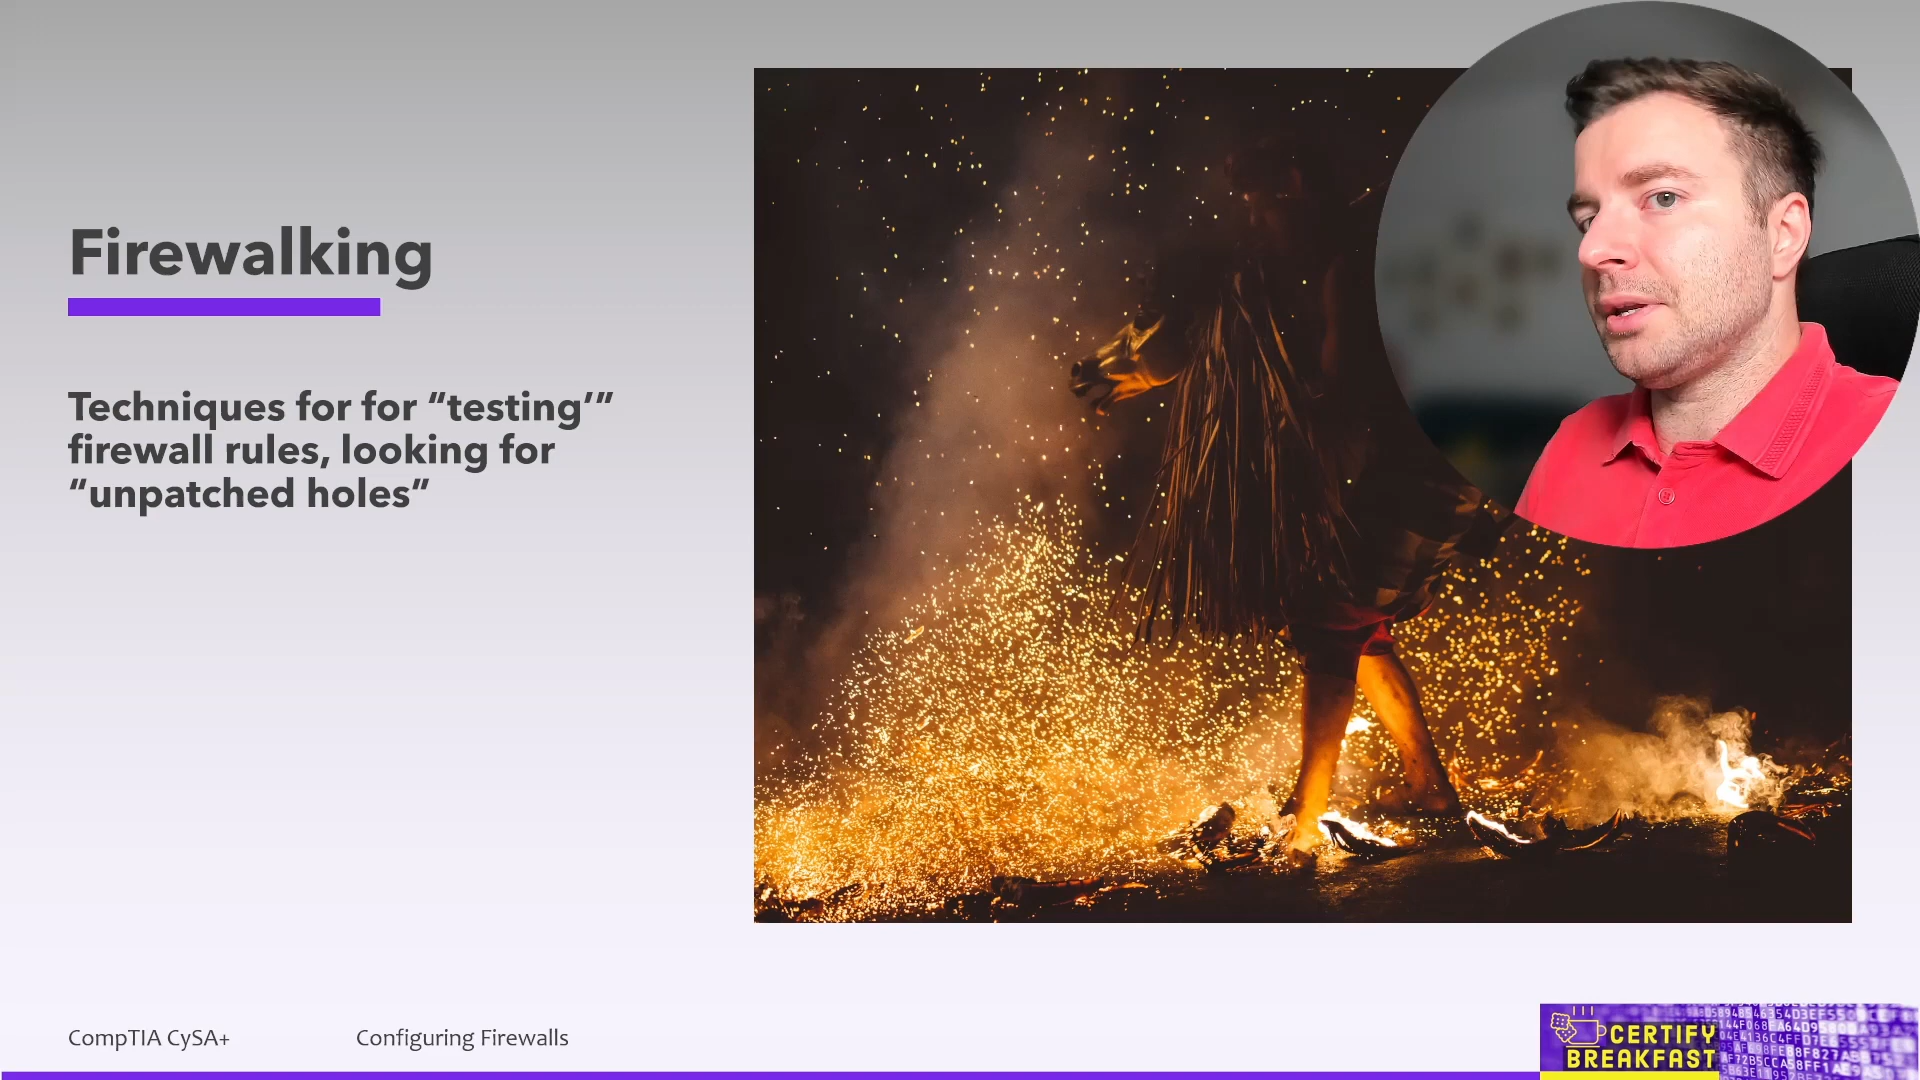 Firewalking
Techniques for for “testing’”
firewall rules, looking for
“unpatched holes”
CompTIA CySA+
Configuring Firewalls
CERTIFY
BREAKFAST